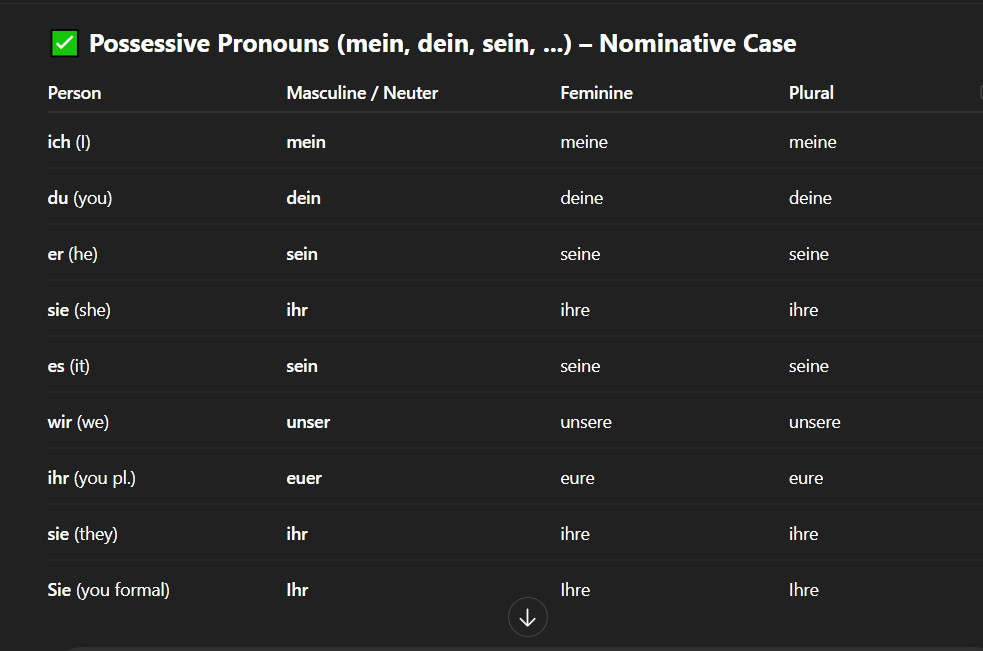 ✅ Possessive Pronouns (mein, dein, sein, ...) – Nominative Case
Person Masculine / Neuter Feminine Plural
ich (I) mein meine meine
du (you) dein deine deine
er (he) sein seine seine
sie (she) ihr ihre ihre
es (it) sein seine seine
wir (we) unser unsere unsere
ihr (you pl.) euer eure eure
sie (they) ihr ihre ihre
Sie (you formal) Ihr Ihre Ihre